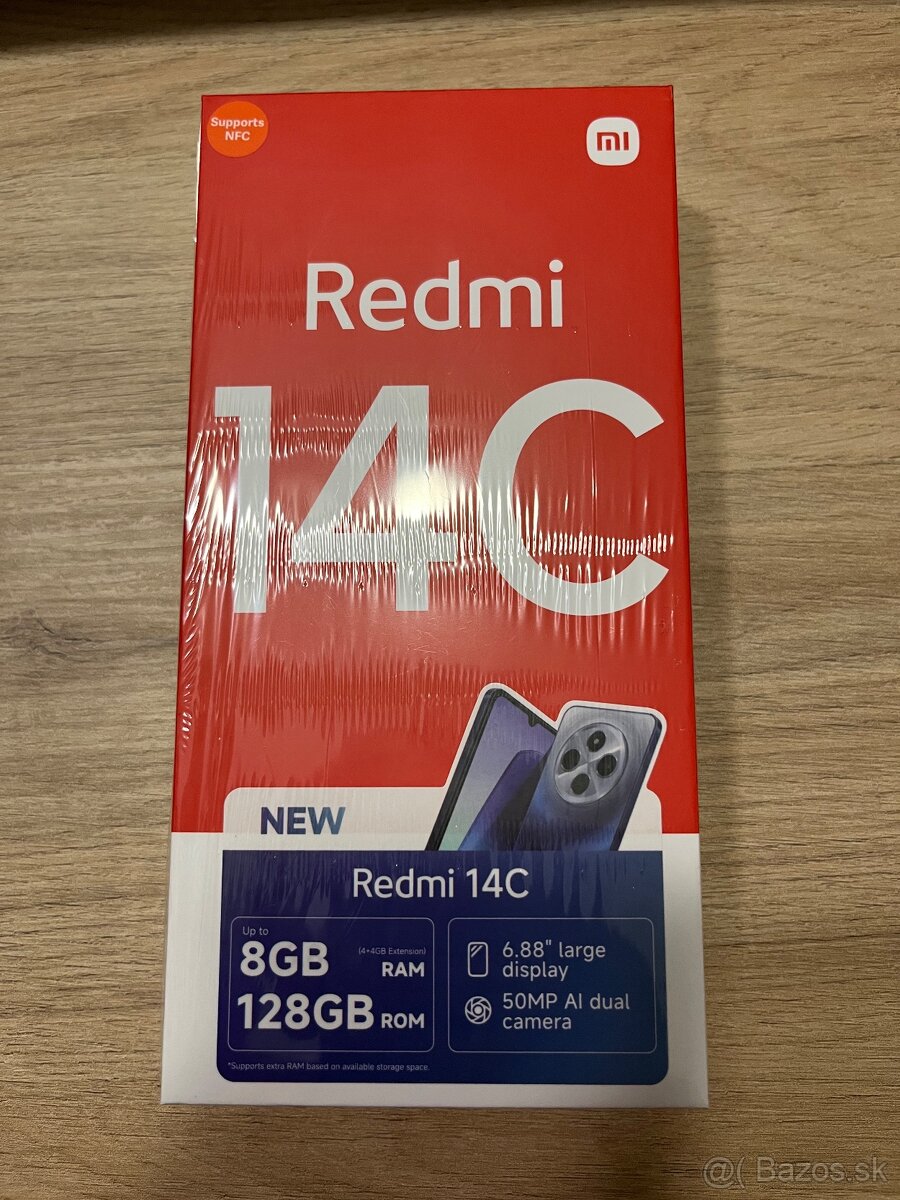 Supports
NFC
mi
Redmi
14C
NEW
Redmi 14C
Up to
8GB (4+4GB Extension) RAM
128GB ROM
6.88" large
display
50MP AI dual
camera
*Supports extra RAM based on available storage space.
@( Bazos.sk